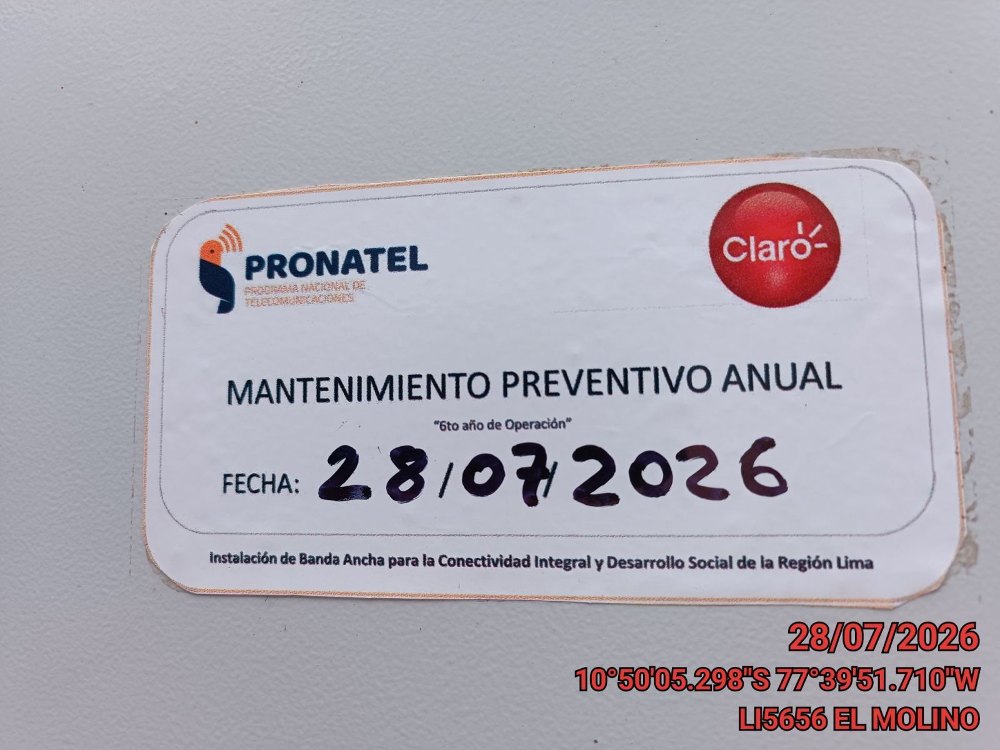 PRONATEL
PROGRAMA NACIONAL DE
TELECOMUNICACIONES
Claro
MANTENIMIENTO PREVENTIVO ANUAL
"6to año de Operación"
FECHA: 28/07/2026
Instalación de Banda Ancha para la Conectividad Integral y Desarrollo Social de la Región Lima
28/07/2026
10°50'05.298"S 77°39'51.710"W
LI5656 EL MOLINO